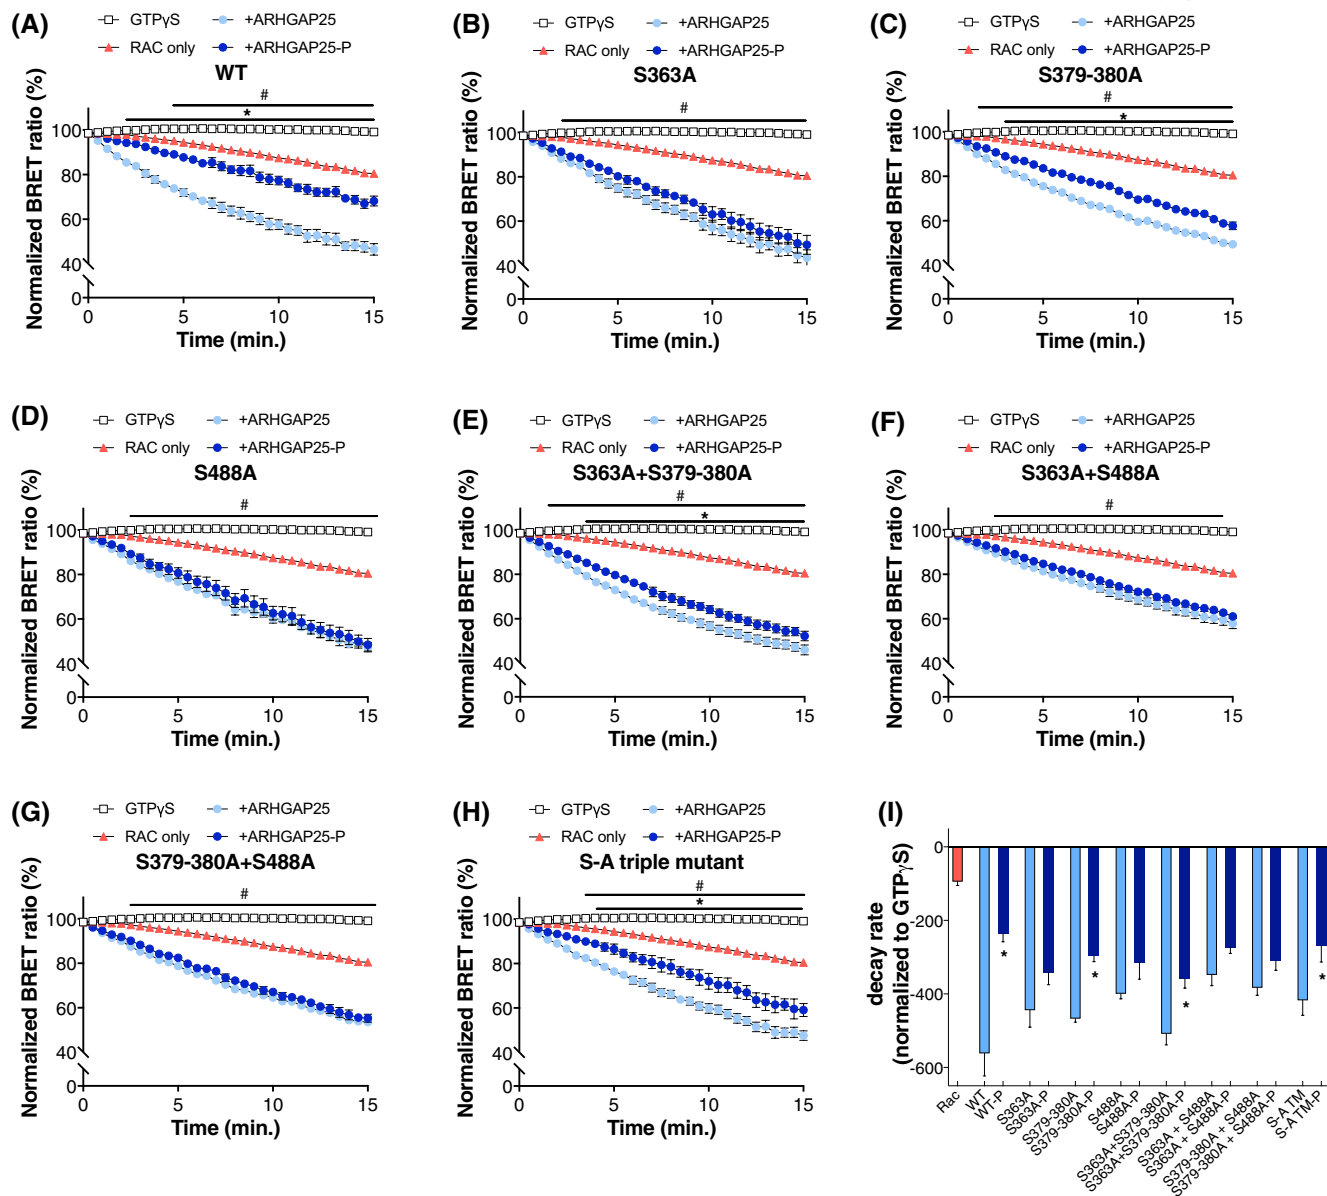 (A)
GTPγS +ARHGAP25
RAC only +ARHGAP25-P
WT
#
*
Normalized BRET ratio (%)
100
80
60
40
0
0 5 10 15
Time (min.)
(B)
GTPγS +ARHGAP25
RAC only +ARHGAP25-P
S363A
#
Normalized BRET ratio (%)
100
80
60
40
0
0 5 10 15
Time (min.)
(C)
GTPγS +ARHGAP25
RAC only +ARHGAP25-P
S379-380A
#
*
Normalized BRET ratio (%)
100
80
60
40
0
0 5 10 15
Time (min.)
(D)
GTPγS +ARHGAP25
RAC only +ARHGAP25-P
S488A
#
Normalized BRET ratio (%)
100
80
60
40
0
0 5 10 15
Time (min.)
(E)
GTPγS +ARHGAP25
RAC only +ARHGAP25-P
S363A+S379-380A
#
*
Normalized BRET ratio (%)
100
80
60
40
0
0 5 10 15
Time (min.)
(F)
GTPγS +ARHGAP25
RAC only +ARHGAP25-P
S363A+S488A
#
Normalized BRET ratio (%)
100
80
60
40
0
0 5 10 15
Time (min.)
(G)
GTPγS +ARHGAP25
RAC only +ARHGAP25-P
S379-380A+S488A
#
Normalized BRET ratio (%)
100
80
60
40
0
0 5 10 15
Time (min.)
(H)
GTPγS +ARHGAP25
RAC only +ARHGAP25-P
S-A triple mutant
#
*
Normalized BRET ratio (%)
100
80
60
40
0
0 5 10 15
Time (min.)
(I)
decay rate
(normalized to GTPγS)
0
-200
-400
-600
* * * *
Rac
WT
WT-P
S363A
S363A-P
S379-380A
S379-380A-P
S488A
S488A-P
S363A+S379-380A
S363A+S379-380A-P
S363A + S488A
S363A + S488A-P
S379-380A + S488A
S379-380A + S488A-P
S-A TM
S-A TM-P